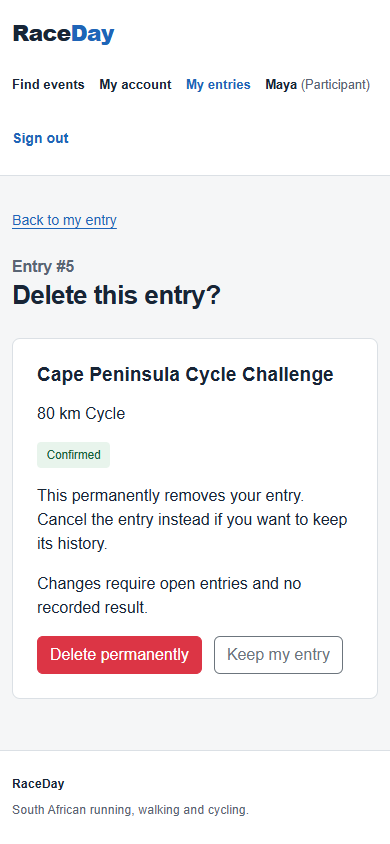 RaceDay
Find events My account My entries Maya (Participant)
Sign out
Back to my entry
Entry #5
Delete this entry?
Cape Peninsula Cycle Challenge
80 km Cycle
Confirmed
This permanently removes your entry.
Cancel the entry instead if you want to keep
its history.
Changes require open entries and no
recorded result.
Delete permanently Keep my entry
RaceDay
South African running, walking and cycling.